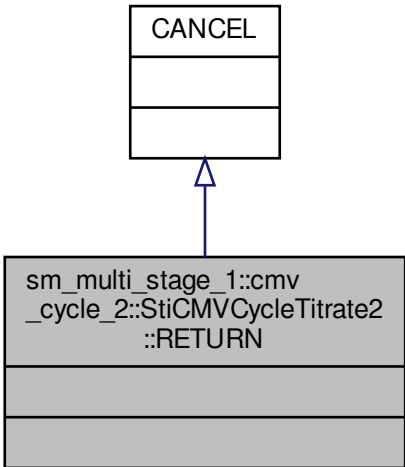 CANCEL
sm_multi_stage_1::cmv
_cycle_2::StiCMVCycleTitrate2
::RETURN